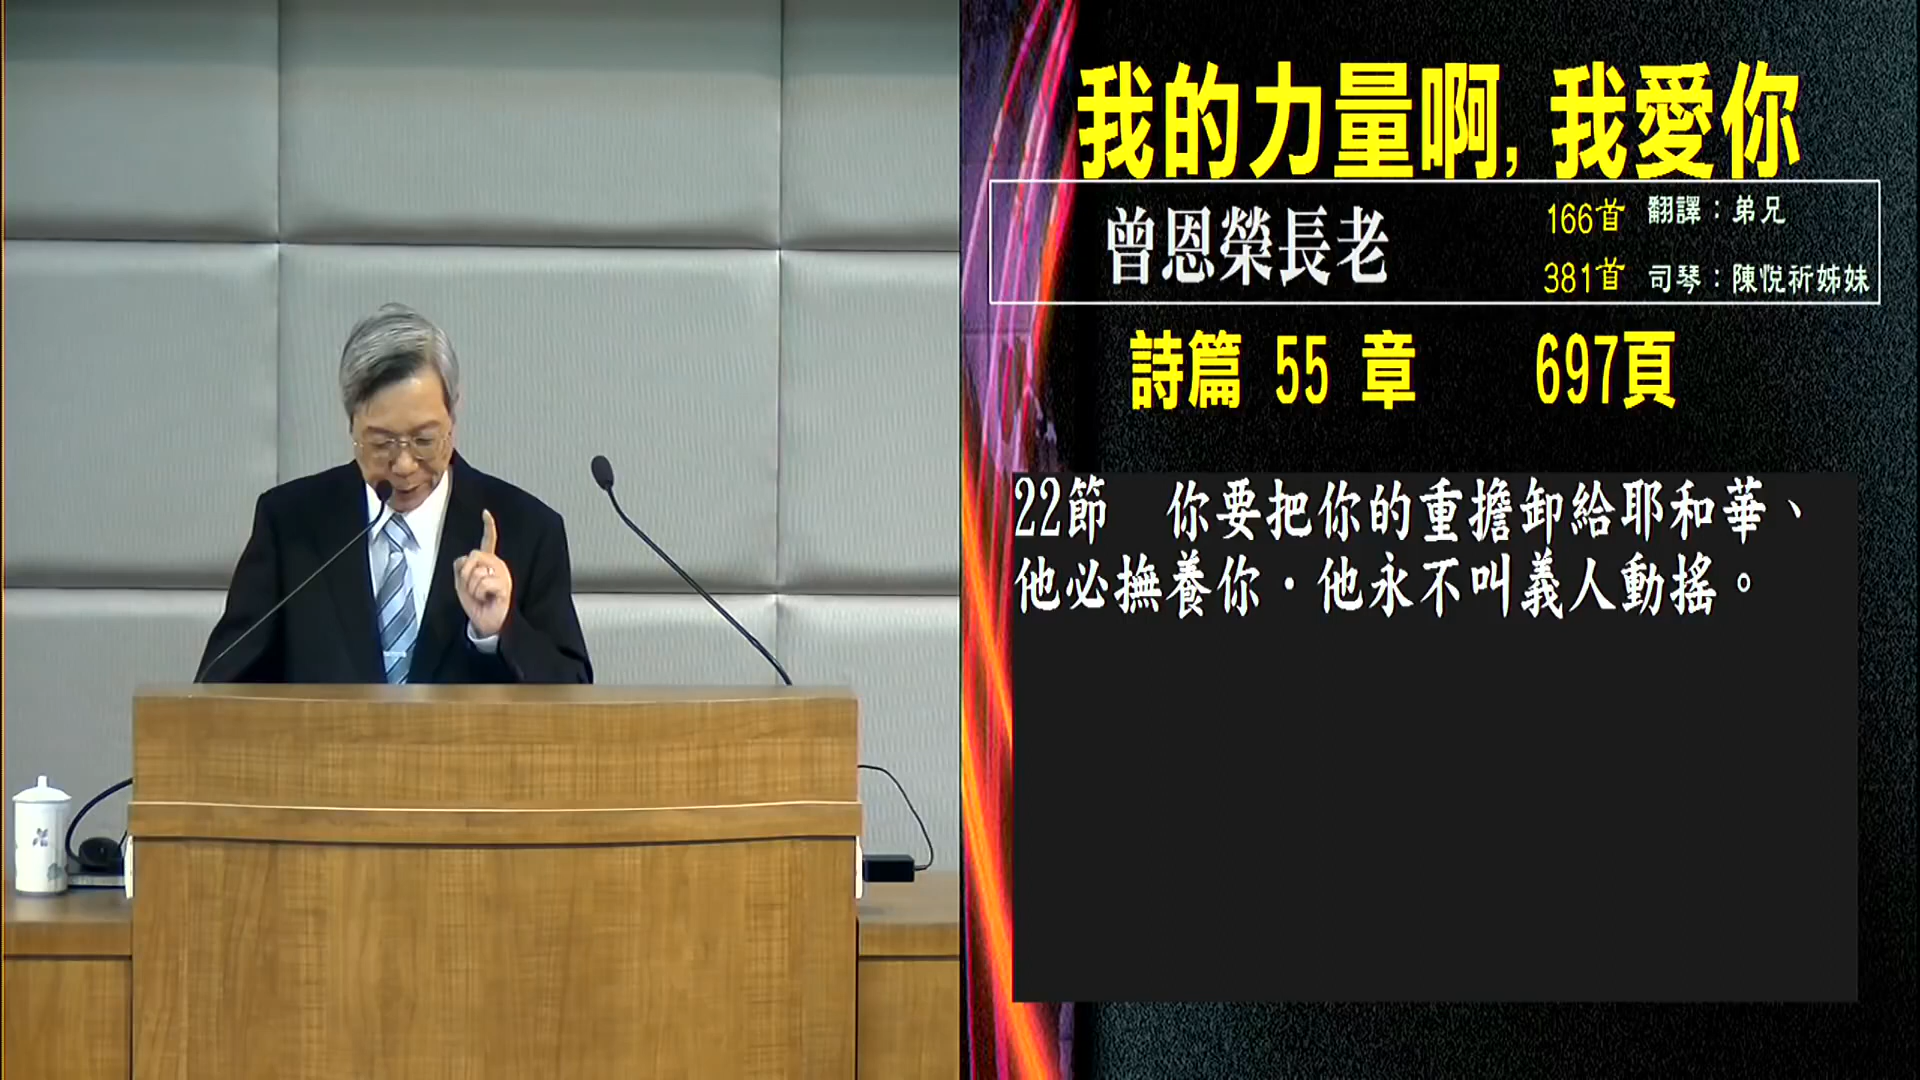 我的力量啊, 我愛你
曾恩榮長老
166首 翻譯：弟兄
381首 司琴：陳悅祈姊妹
詩篇 55 章 697頁
22節 你要把你的重擔卸給耶和華、
他必撫養你．他永不叫義人動搖。